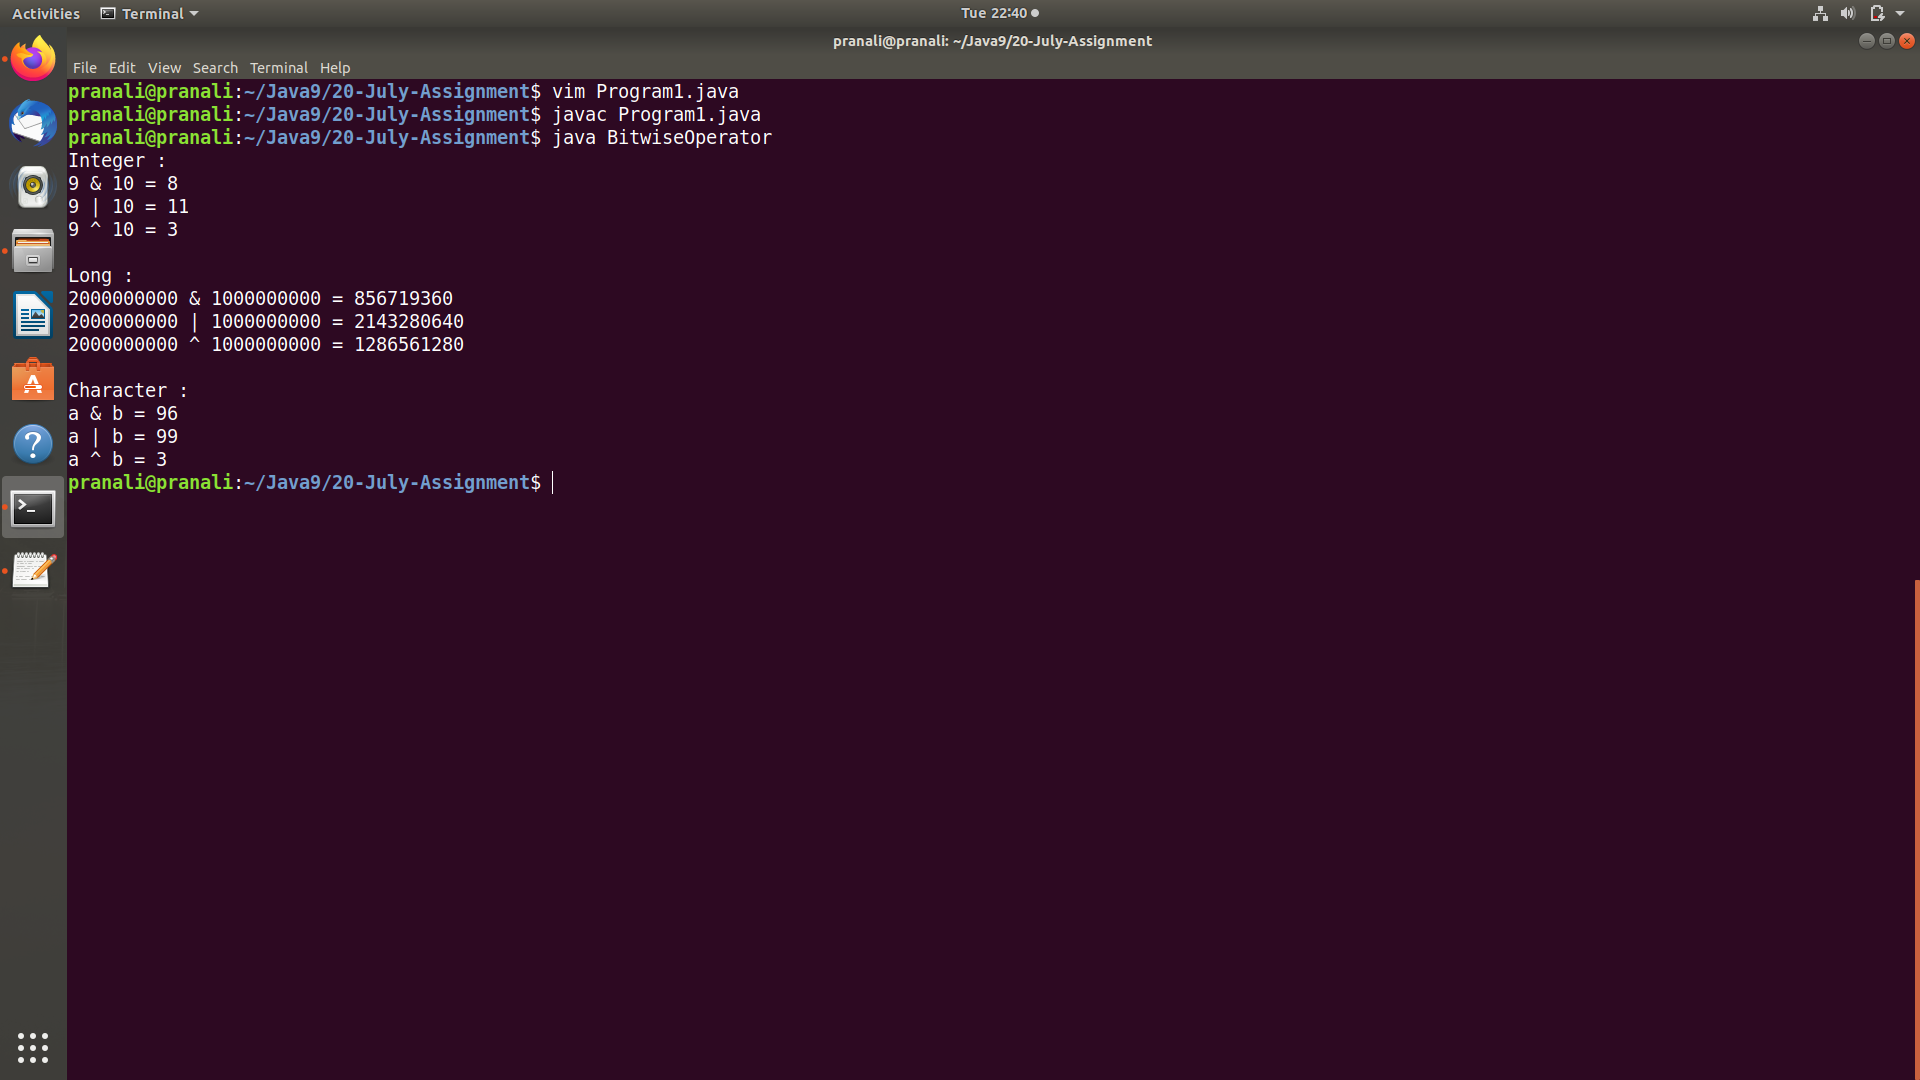 Activities Terminal Tue 22:40
pranali@pranali: ~/Java9/20-July-Assignment
File Edit View Search Terminal Help
pranali@pranali:~/Java9/20-July-Assignment$ vim Program1.java
pranali@pranali:~/Java9/20-July-Assignment$ javac Program1.java
pranali@pranali:~/Java9/20-July-Assignment$ java BitwiseOperator
Integer :
9 & 10 = 8
9 | 10 = 11
9 ^ 10 = 3
Long :
2000000000 & 1000000000 = 856719360
2000000000 | 1000000000 = 2143280640
2000000000 ^ 1000000000 = 1286561280
Character :
a & b = 96
a | b = 99
a ^ b = 3
pranali@pranali:~/Java9/20-July-Assignment$